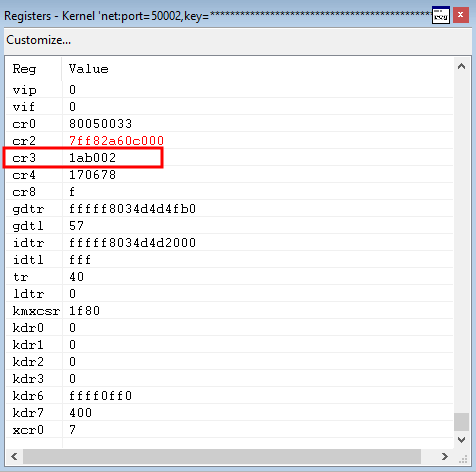 Registers - Kernel 'net:port=50002,key=*******************************************
Customize...
Reg Value
vip 0
vif 0
cr0 80050033
cr2 7ff82a60c000
cr3 1ab002
cr4 170678
cr8 f
gdtr fffff8034d4d4fb0
gdtl 57
idtr fffff8034d4d2000
idtl fff
tr 40
ldtr 0
kmxcsr 1f80
kdr0 0
kdr1 0
kdr2 0
kdr3 0
kdr6 ffff0ff0
kdr7 400
xcr0 7